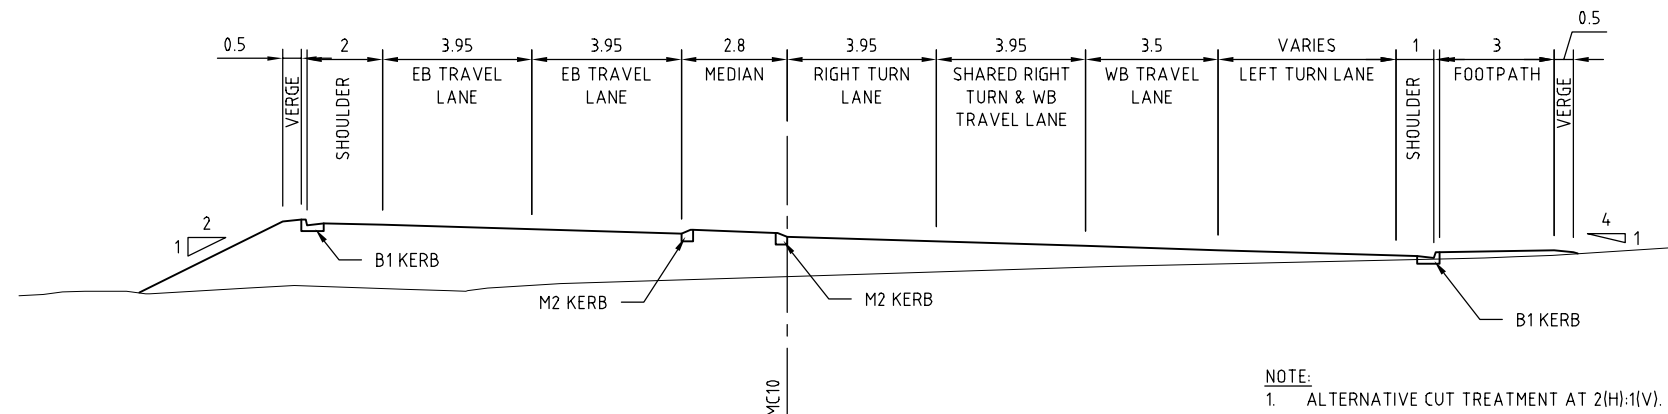 0.5
0.5 2 3.95 3.95 2.8 3.95 3.95 3.5 VARIES 1 3
VERGE
SHOULDER
EB TRAVEL
LANE
EB TRAVEL
LANE
MEDIAN
RIGHT TURN
LANE
SHARED RIGHT
TURN & WB
TRAVEL LANE
WB TRAVEL
LANE
LEFT TURN LANE
SHOULDER
FOOTPATH
VERGE
2
1
4
1
B1 KERB
M2 KERB
M2 KERB
B1 KERB
MC10
NOTE:
1. ALTERNATIVE CUT TREATMENT AT 2(H):1(V).